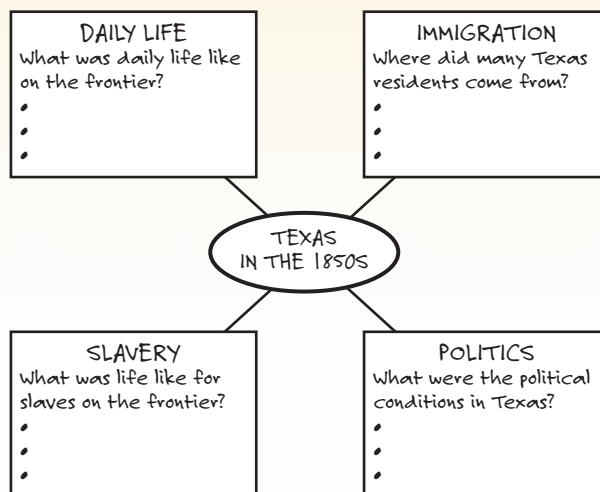 DAILY LIFE
What was daily life like
on the frontier?
•
•
•
IMMIGRATION
Where did many Texas
residents come from?
•
•
•
TEXAS
IN THE 1850S
SLAVERY
What was life like for
slaves on the frontier?
•
•
•
POLITICS
What were the political
conditions in Texas?
•
•
•